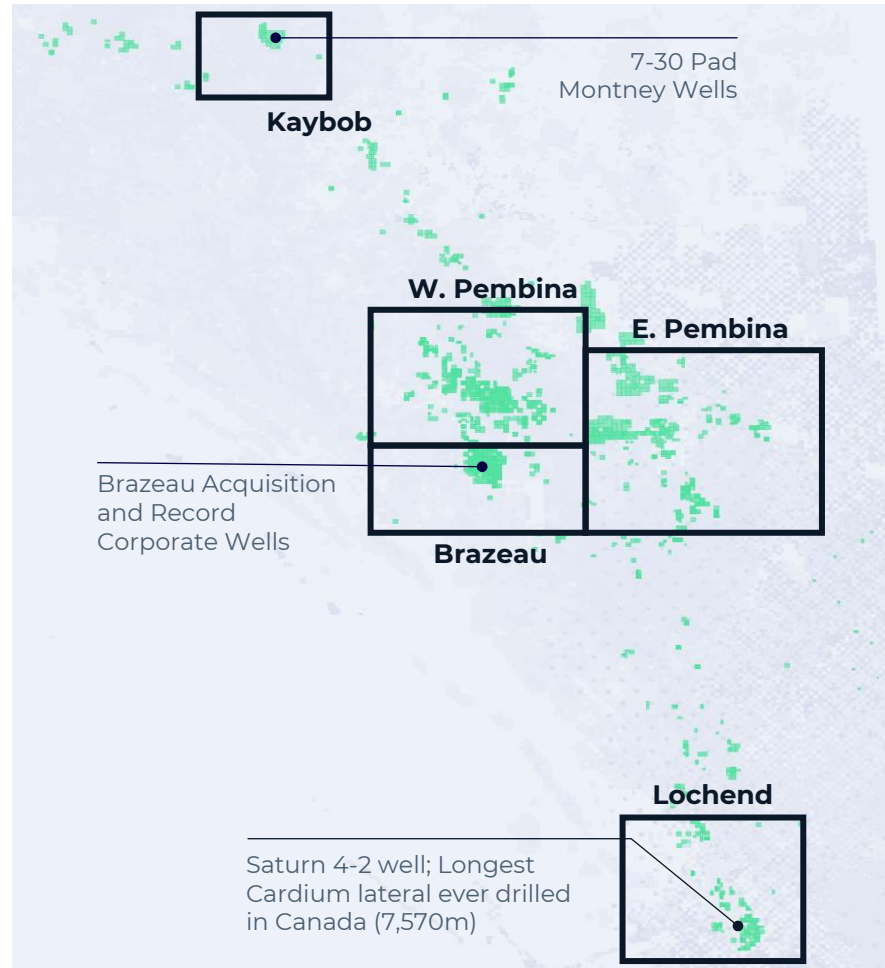 7-30 Pad
Montney Wells
Kaybob
W. Pembina
E. Pembina
Brazeau Acquisition
and Record
Corporate Wells
Brazeau
Lochend
Saturn 4-2 well; Longest
Cardium lateral ever drilled
in Canada (7,570m)